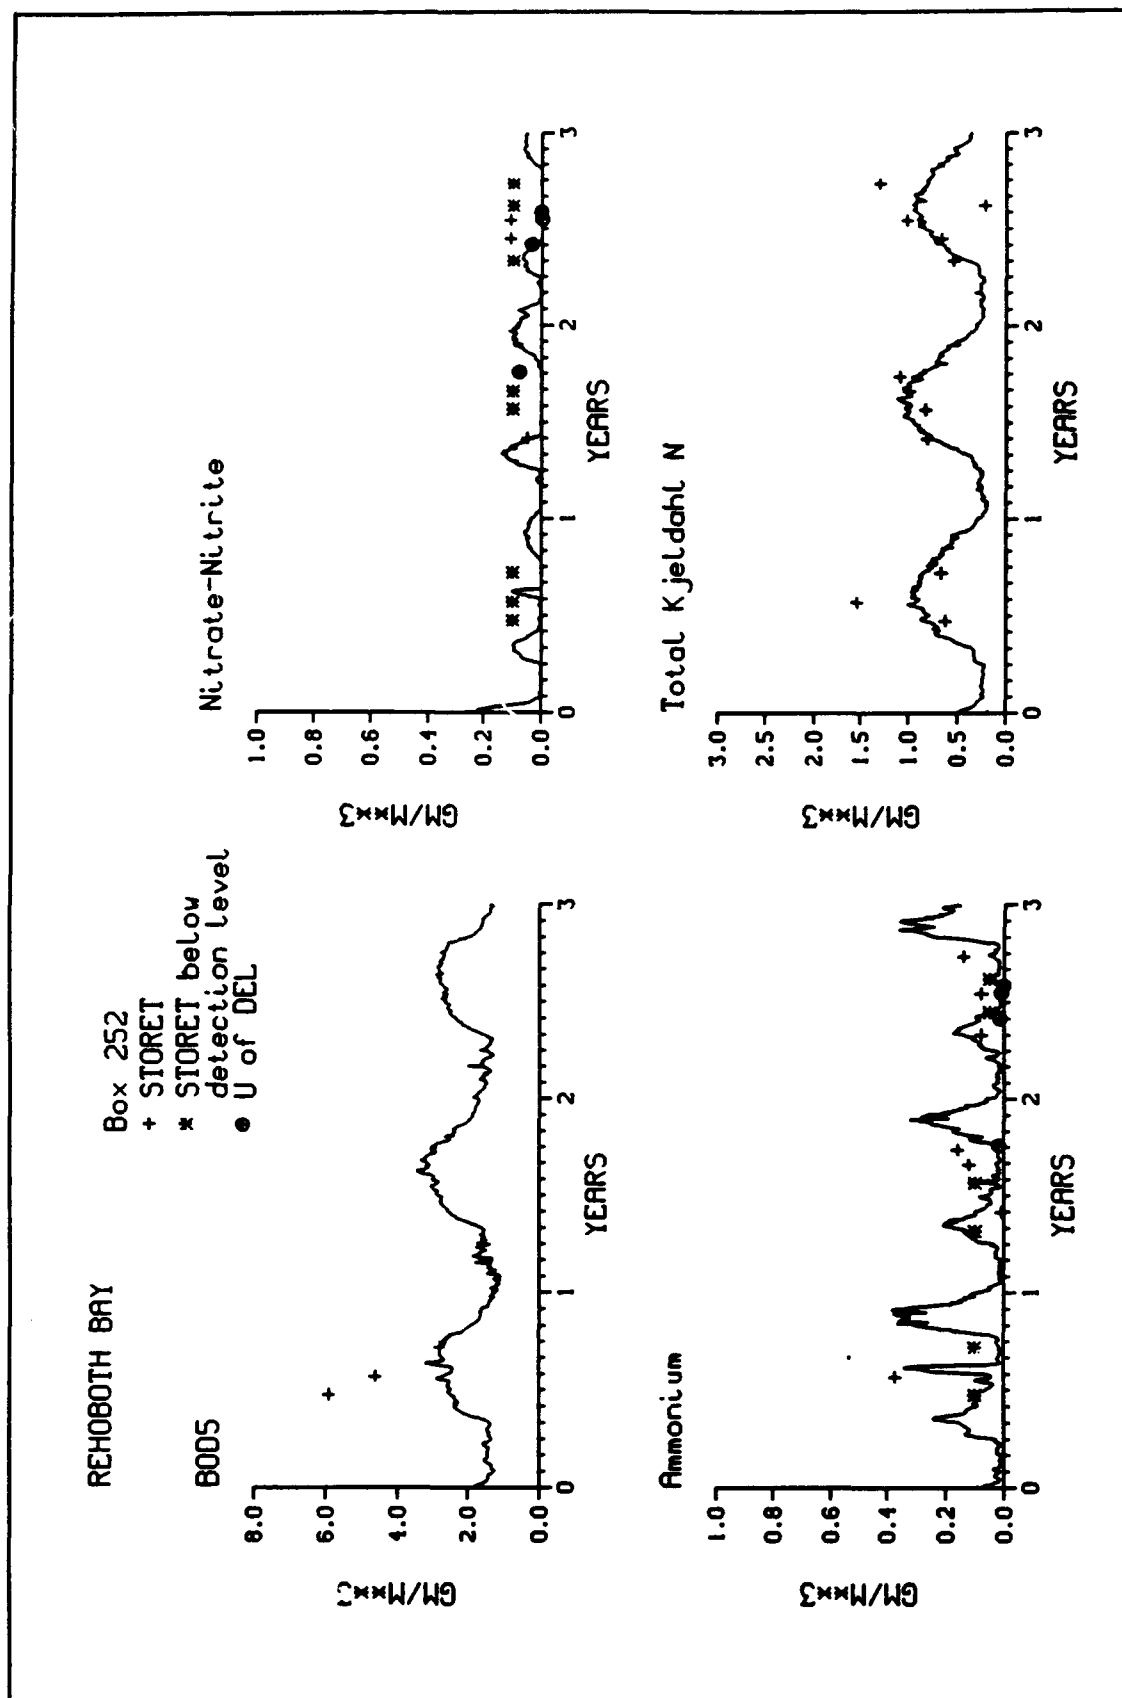 REHOBOTH BAY
Box 252
+ STORET
* STORET below
detection level
● U of DEL
BOD5
GM/M**3
8.0
6.0
4.0
2.0
0.0
0
1
2
3
YEARS
Nitrate-Nitrite
GM/M**3
1.0
0.8
0.6
0.4
0.2
0.0
0
1
2
3
YEARS
Ammonium
GM/M**3
1.0
0.8
0.6
0.4
0.2
0.0
0
1
2
3
YEARS
Total Kjeldahl N
GM/M**3
3.0
2.5
2.0
1.5
1.0
0.5
0.0
0
1
2
3
YEARS